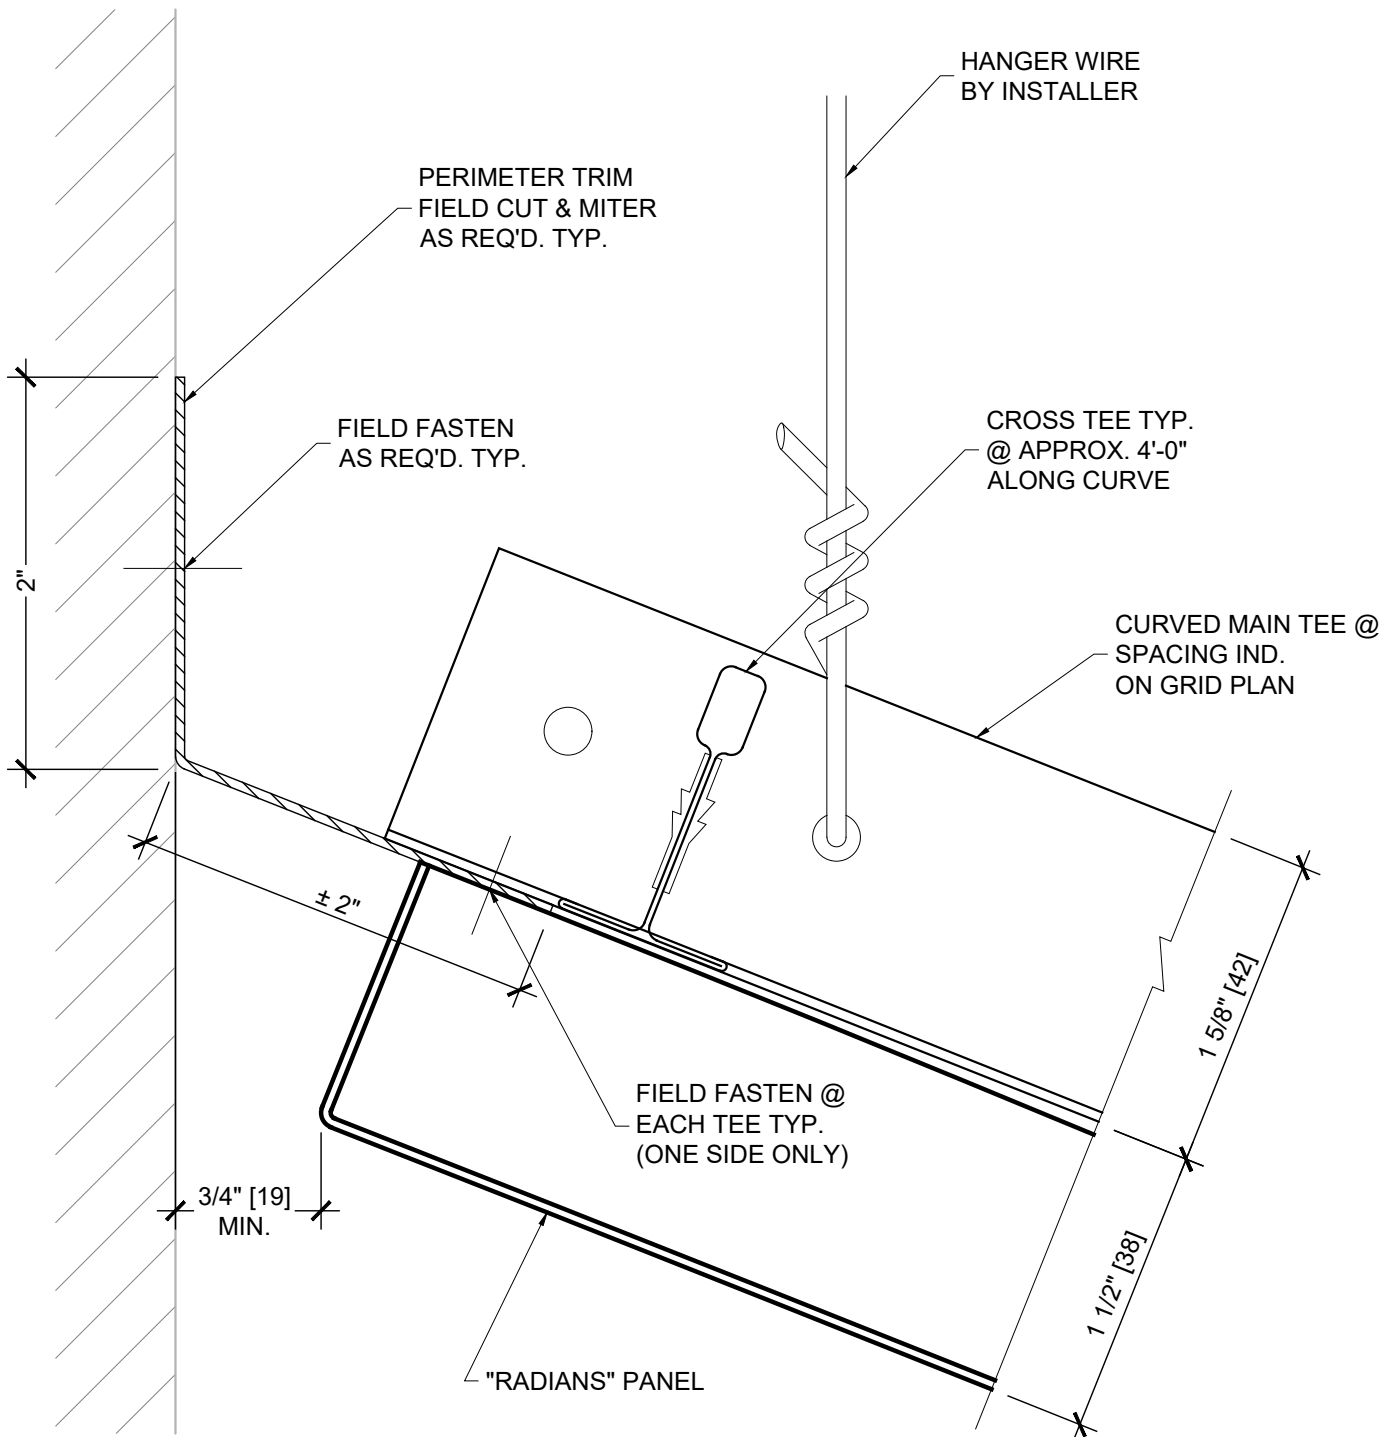 HANGER WIRE
BY INSTALLER
PERIMETER TRIM
FIELD CUT & MITER
AS REQ'D. TYP.
FIELD FASTEN
AS REQ'D. TYP.
CROSS TEE TYP.
@ APPROX. 4'-0"
ALONG CURVE
2"
CURVED MAIN TEE @
SPACING IND.
ON GRID PLAN
± 2"
1 5/8" [42]
FIELD FASTEN @
EACH TEE TYP.
(ONE SIDE ONLY)
3/4" [19]
MIN.
1 1/2" [38]
"RADIANS" PANEL